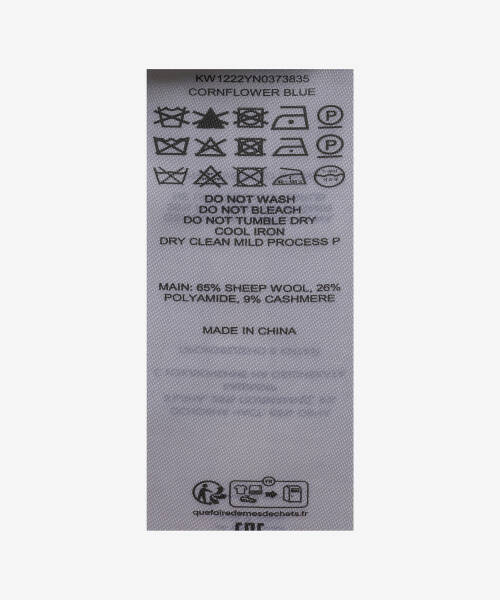 KW1222YN0373835
CORNFLOWER BLUE
P
P
DO NOT WASH
DO NOT BLEACH
DO NOT TUMBLE DRY
COOL IRON
DRY CLEAN MILD PROCESS P
MAIN: 65% SHEEP WOOL, 26%
POLYAMIDE, 9% CASHMERE
MADE IN CHINA
FR
quefairedemesdechets.fr